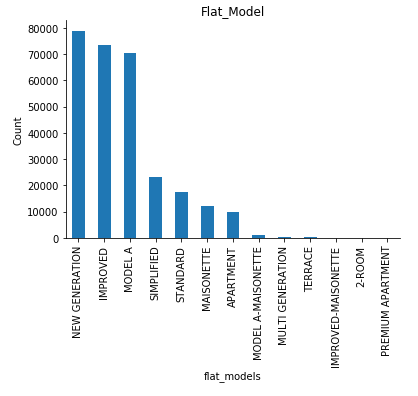 Flat_Model
80000
70000
60000
50000
40000
30000
20000
10000
0
Count
NEW GENERATION
IMPROVED
MODEL A
SIMPLIFIED
STANDARD
MAISONETTE
APARTMENT
MODEL A-MAISONETTE
MULTI GENERATION
TERRACE
IMPROVED-MAISONETTE
2-ROOM
PREMIUM APARTMENT
flat_models